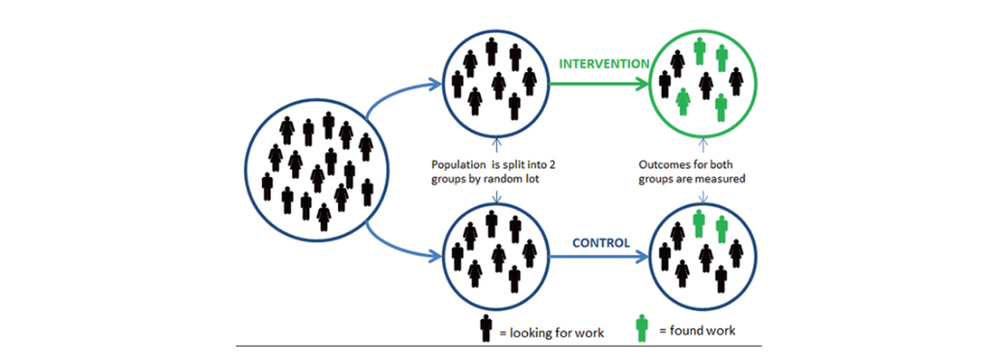 INTERVENTION
Population is split into 2
groups by random lot
Outcomes for both
groups are measured
CONTROL
= looking for work
= found work